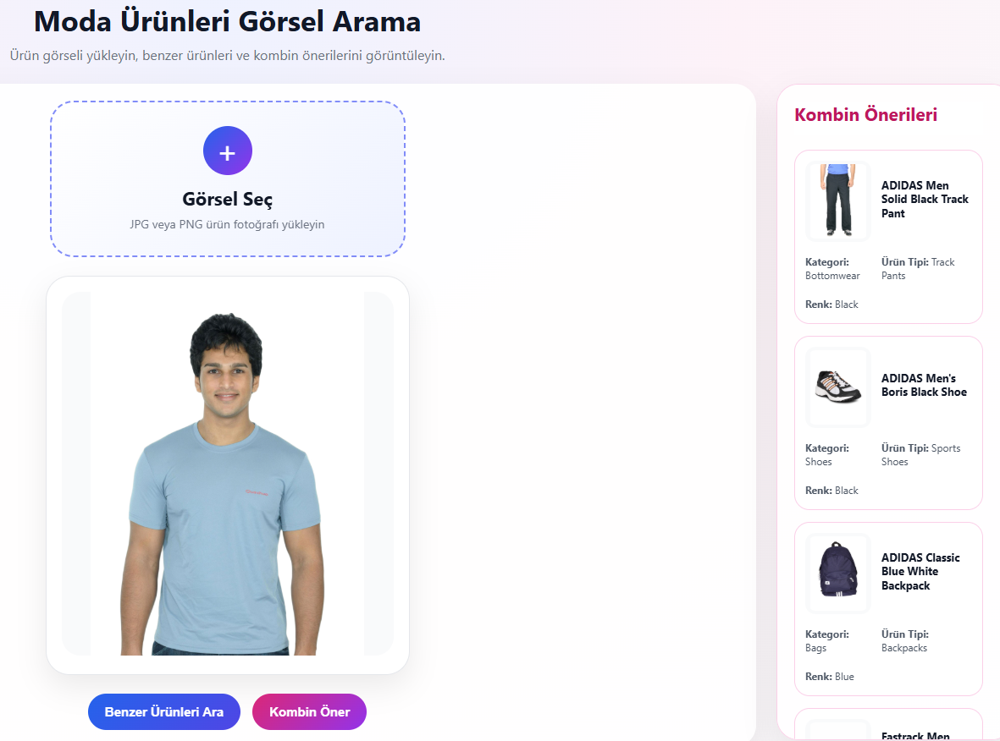 Moda Ürünleri Görsel Arama
Ürün görseli yükleyin, benzer ürünleri ve kombin önerilerini görüntüleyin.
+
Görsel Seç
JPG veya PNG ürün fotoğrafı yükleyin
Benzer Ürünleri Ara
Kombin Öner
Kombin Önerileri
ADIDAS Men
Solid Black Track
Pant
Kategori:
Bottomwear
Ürün Tipi: Track
Pants
Renk: Black
ADIDAS Men's
Boris Black Shoe
Kategori:
Shoes
Ürün Tipi: Sports
Shoes
Renk: Black
ADIDAS Classic
Blue White
Backpack
Kategori:
Bags
Ürün Tipi:
Backpacks
Renk: Blue
Fastrack Men